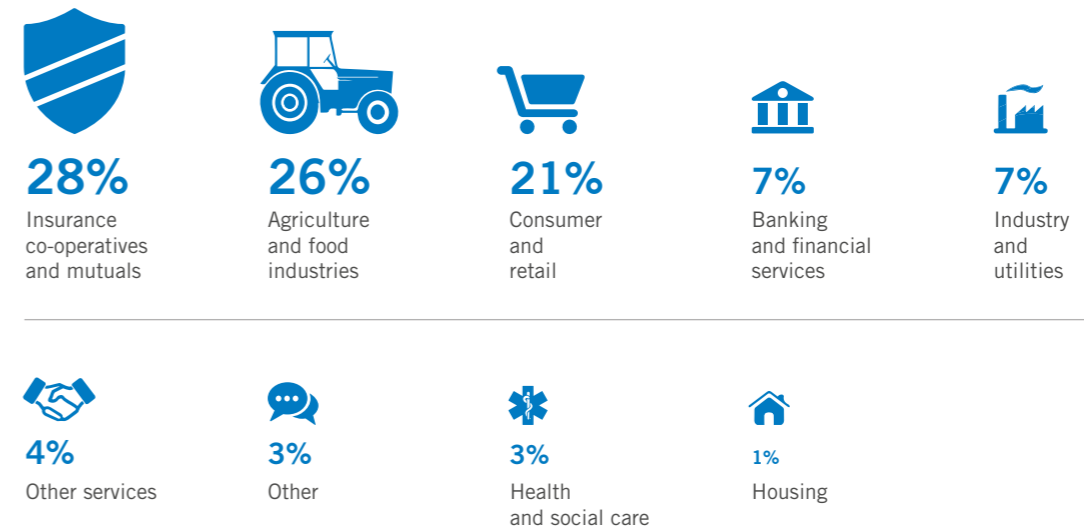 28%
Insurance
co-operatives
and mutuals
26%
Agriculture
and food
industries
21%
Consumer
and
retail
7%
Banking
and financial
services
7%
Industry
and
utilities
4%
Other services
3%
Other
3%
Health
and social care
1%
Housing